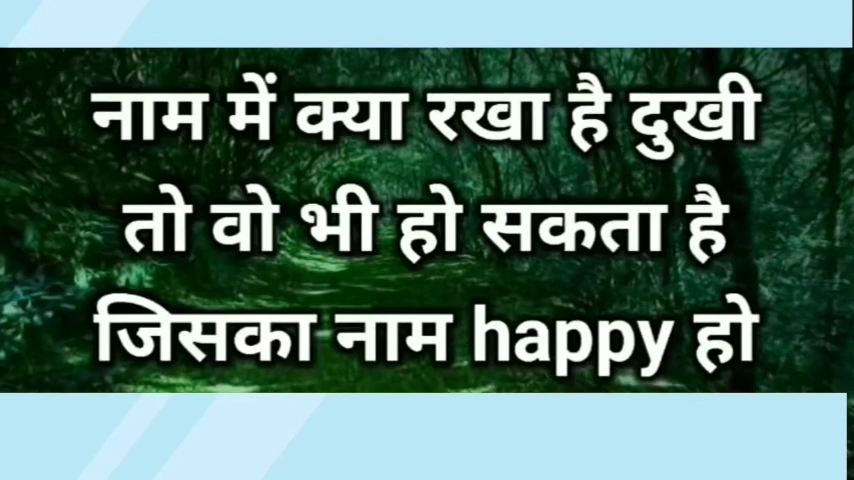 नाम में क्या रखा है दुखी
तो वो भी हो सकता है
जिसका नाम happy हो